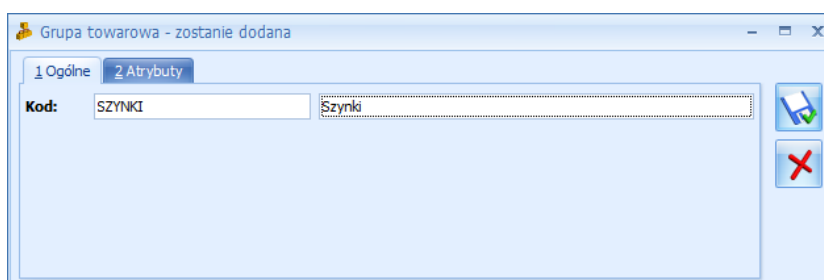 Grupa towarowa - zostanie dodana
1 Ogólne 2 Atrybuty
Kod: SZYNKI Szynki